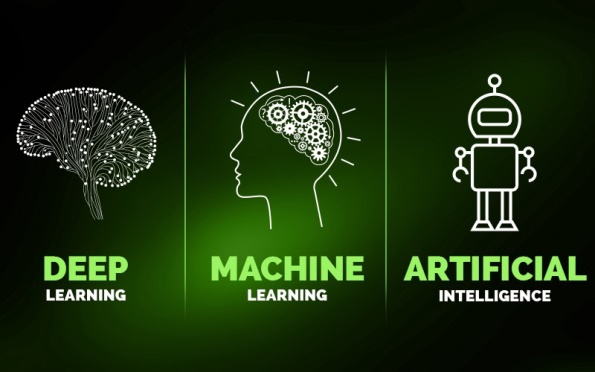 DEEP
LEARNING
MACHINE
LEARNING
ARTIFICIAL
INTELLIGENCE